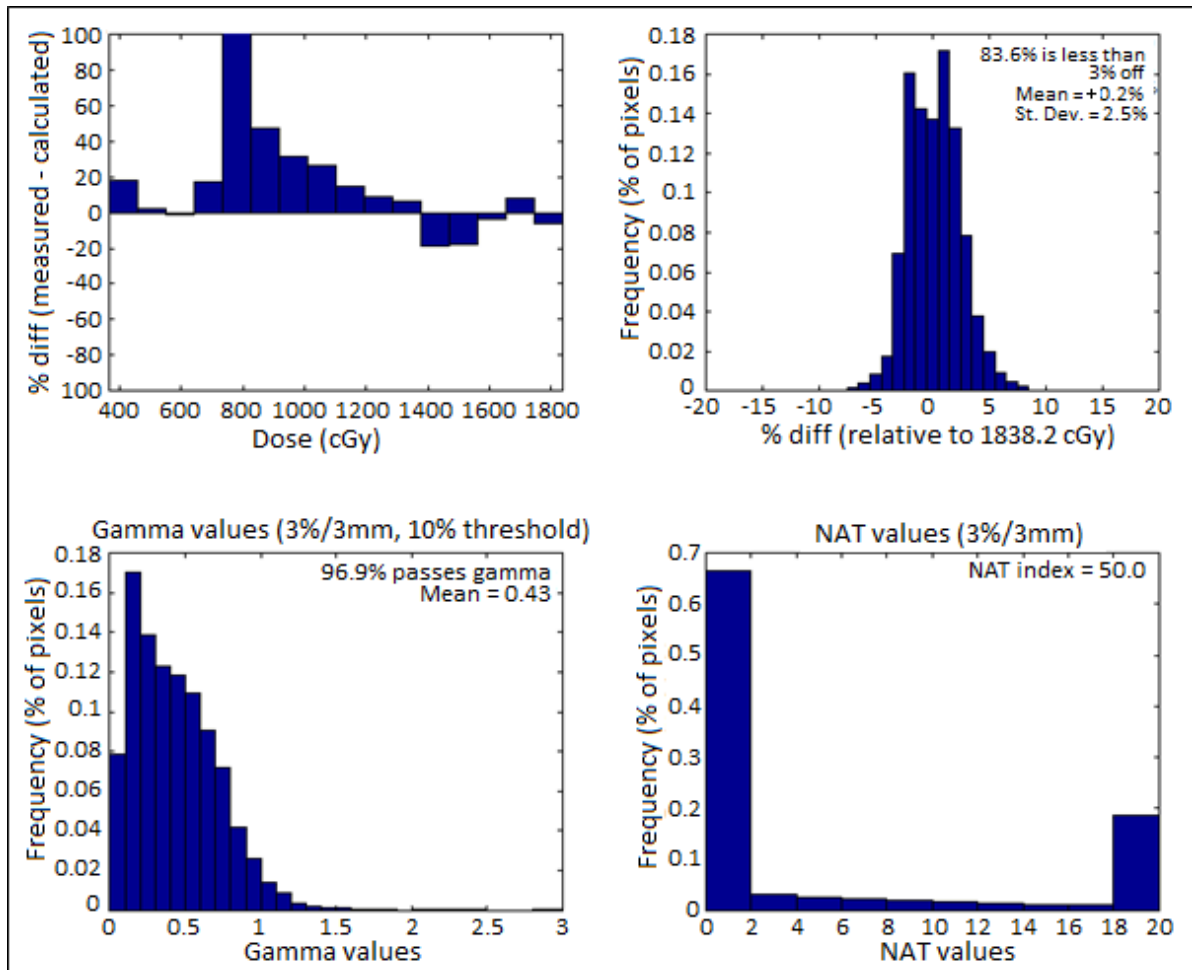 % diff (measured - calculated)
100
80
60
40
20
0
-20
-40
-60
-80
100
400 600 800 1000 1200 1400 1600 1800
Dose (cGy)
Frequency (% of pixels)
0.18
0.16
0.14
0.12
0.1
0.08
0.06
0.04
0.02
0
83.6% is less than
3% off
Mean = +0.2%
St. Dev. = 2.5%
-20 -15 -10 -5 0 5 10 15 20
% diff (relative to 1838.2 cGy)
Gamma values (3%/3mm, 10% threshold)
Frequency (% of pixels)
0.18
0.16
0.14
0.12
0.1
0.08
0.06
0.04
0.02
0
96.9% passes gamma
Mean = 0.43
0 0.5 1 1.5 2 2.5 3
Gamma values
NAT values (3%/3mm)
Frequency (% of pixels)
0.7
0.6
0.5
0.4
0.3
0.2
0.1
0
NAT index = 50.0
0 2 4 6 8 10 12 14 16 18 20
NAT values